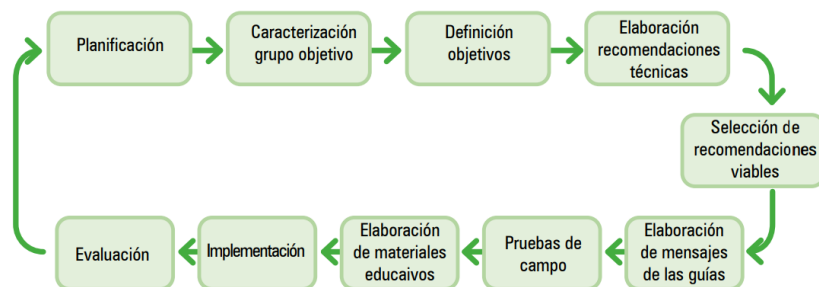 Planificación
Caracterización
grupo objetivo
Definición
objetivos
Elaboración
recomendaciones
técnicas
Selección de
recomendaciones
viables
Elaboración
de mensajes
de las guías
Pruebas de
campo
Elaboración
de materiales
educaivos
Implementación
Evaluación